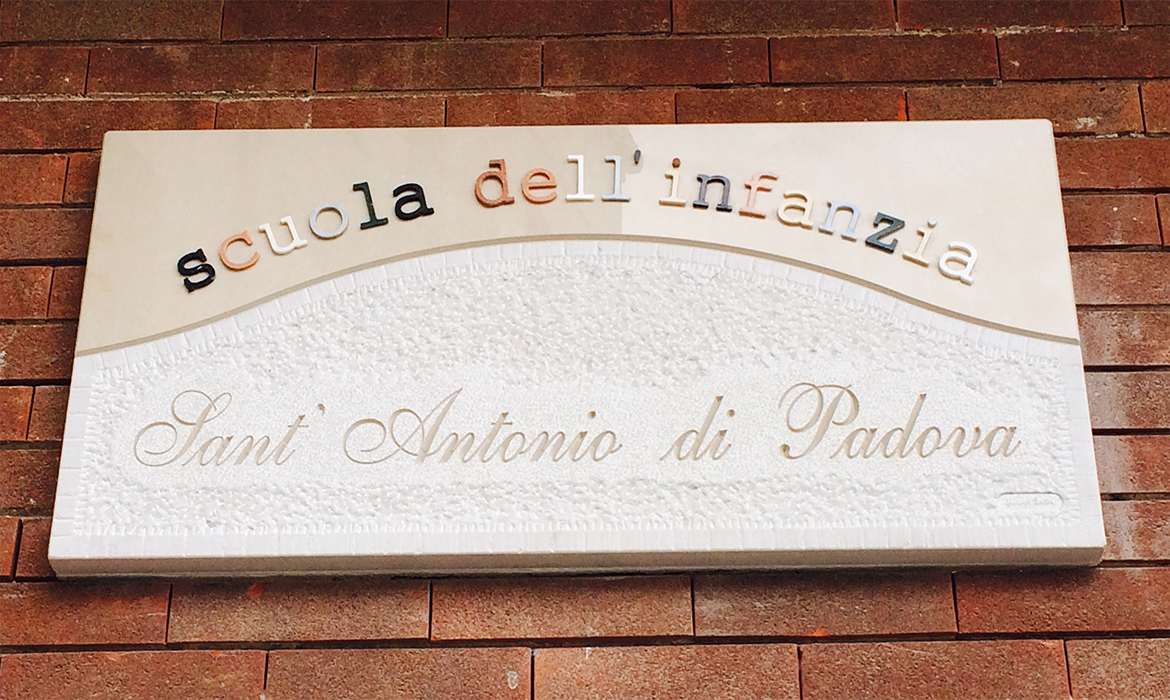 scuola dell'infanzia
Sant' Antonio di Padova